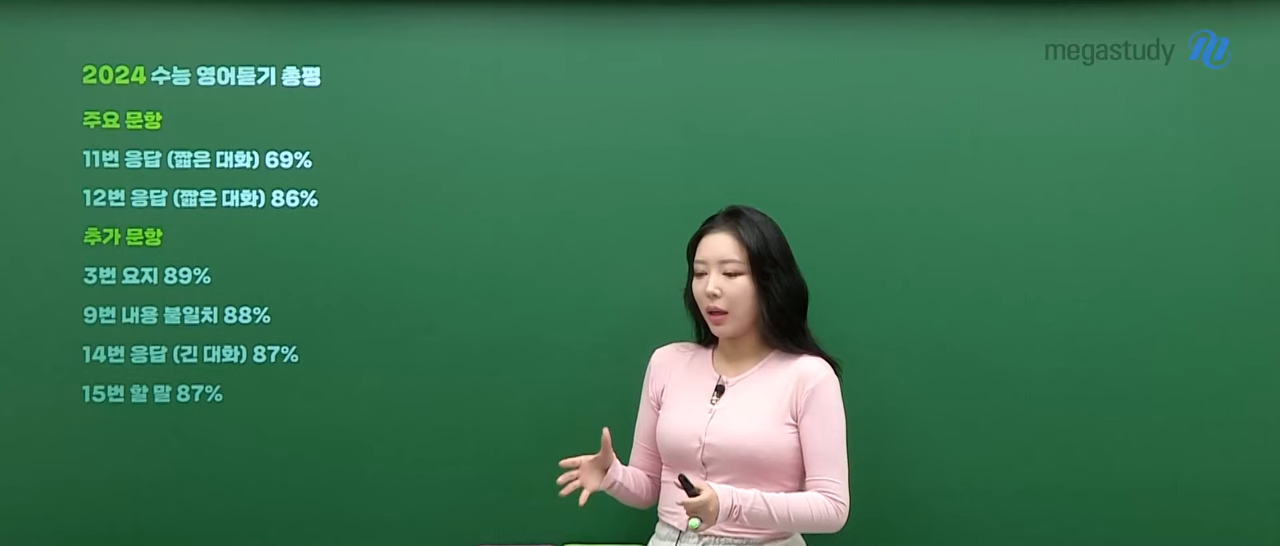 megastudy
2024 수능 영어듣기 총평
주요 문항
11번 응답 (짧은 대화) 69%
12번 응답 (짧은 대화) 86%
추가 문항
3번 요지 89%
9번 내용 불일치 88%
14번 응답 (긴 대화) 87%
15번 할 말 87%